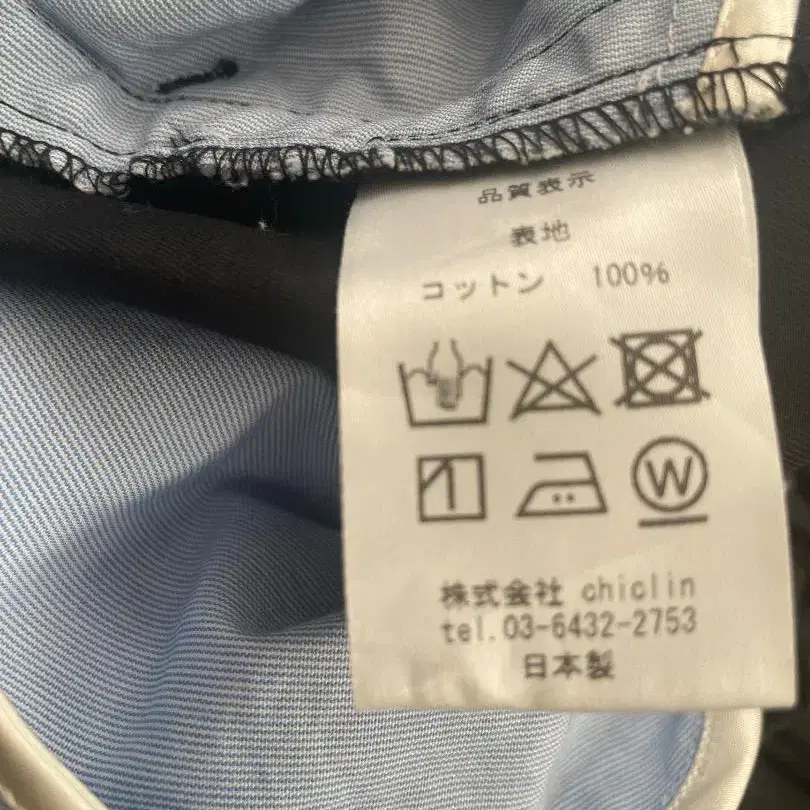 品質表示
表地
コットン 100%
W
株式会社 chiclin
tel.03-6432-2753
日本製